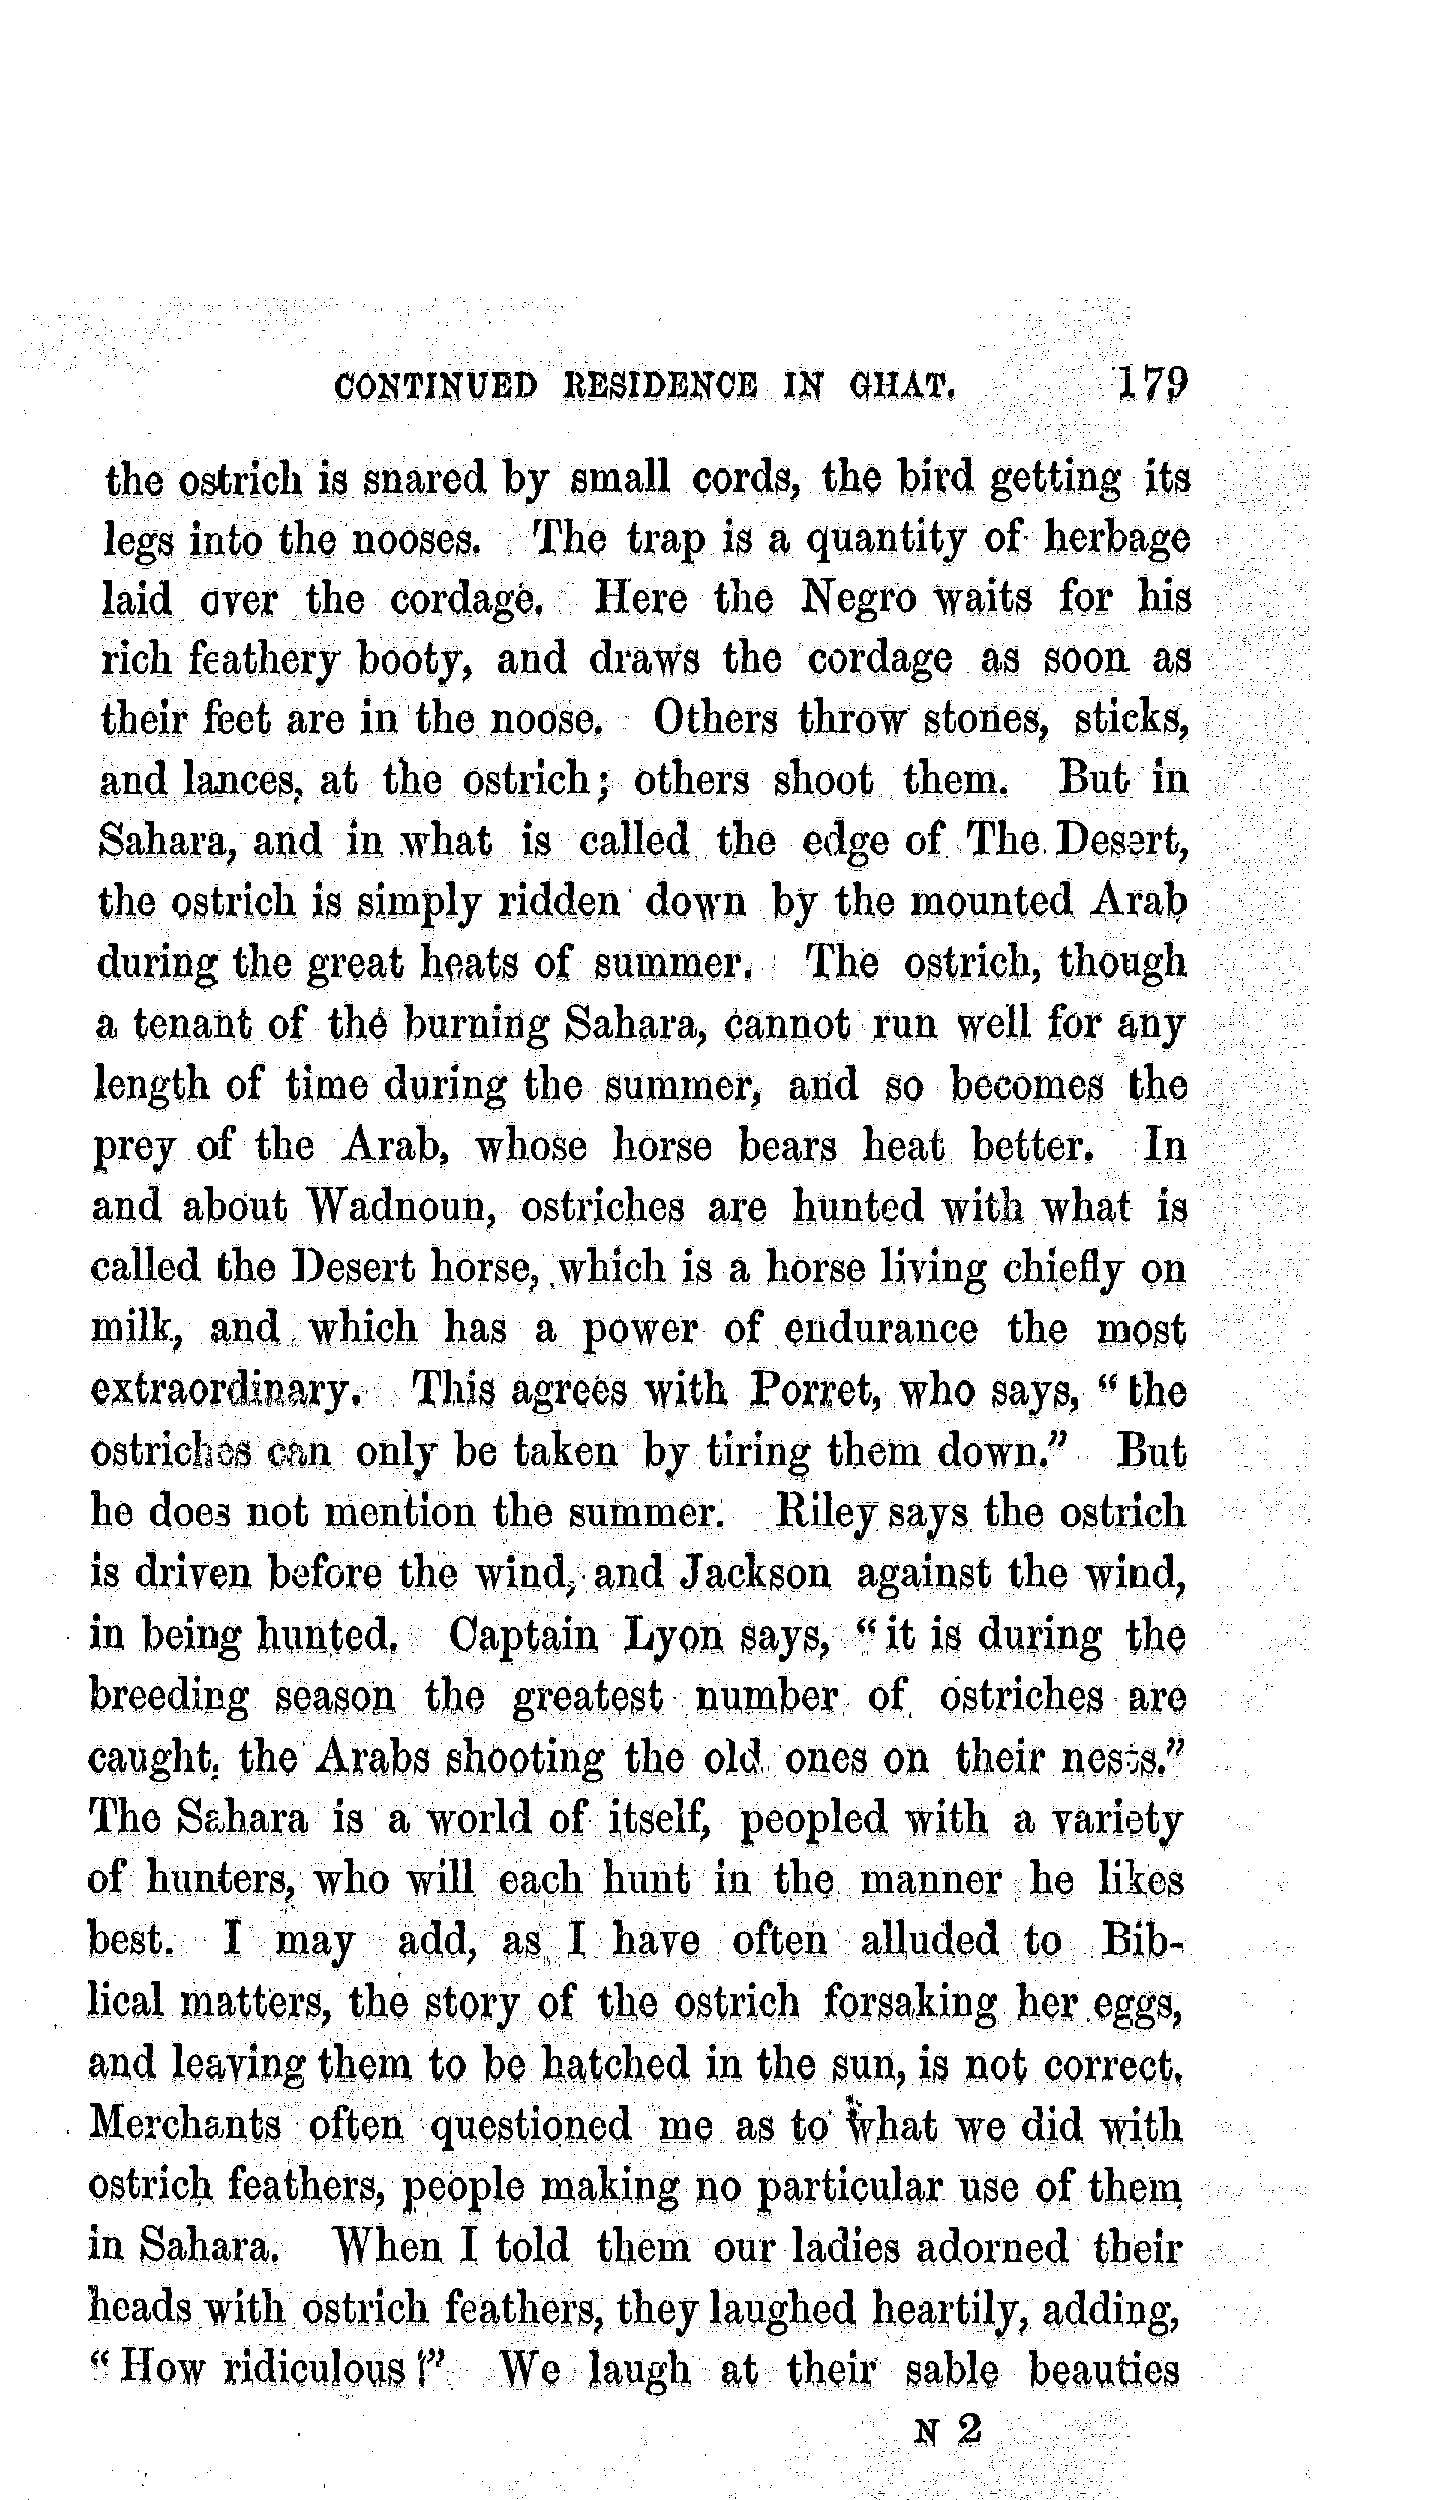 CONTINUED RESIDENCE IN GHAT. 179
the ostrich is snared by small cords, the bird getting its
legs into the nooses. The trap is a quantity of herbage
laid over the cordage. Here the Negro waits for his
rich feathery booty, and draws the cordage as soon as
their feet are in the noose. Others throw stones, sticks,
and lances, at the ostrich; others shoot them. But in
Sahara, and in what is called the edge of The Desert,
the ostrich is simply ridden down by the mounted Arab
during the great heats of summer. The ostrich, though
a tenant of the burning Sahara, cannot run well for any
length of time during the summer, and so becomes the
prey of the Arab, whose horse bears heat better. In
and about Wadnoun, ostriches are hunted with what is
called the Desert horse, which is a horse living chiefly on
milk, and which has a power of endurance the most
extraordinary. This agrees with Porret, who says, "the
ostriches can only be taken by tiring them down." But
he does not mention the summer. Riley says the ostrich
is driven before the wind, and Jackson against the wind,
in being hunted. Captain Lyon says, "it is during the
breeding season the greatest number of ostriches are
caught, the Arabs shooting the old ones on their nests."
The Sahara is a world of itself, peopled with a variety
of hunters, who will each hunt in the manner he likes
best. I may add, as I have often alluded to Bib-
lical matters, the story of the ostrich forsaking her eggs,
and leaving them to be hatched in the sun, is not correct.
Merchants often questioned me as to what we did with
ostrich feathers, people making no particular use of them
in Sahara. When I told them our ladies adorned their
heads with ostrich feathers, they laughed heartily, adding,
"How ridiculous!" We laugh at their sable beauties
N 2